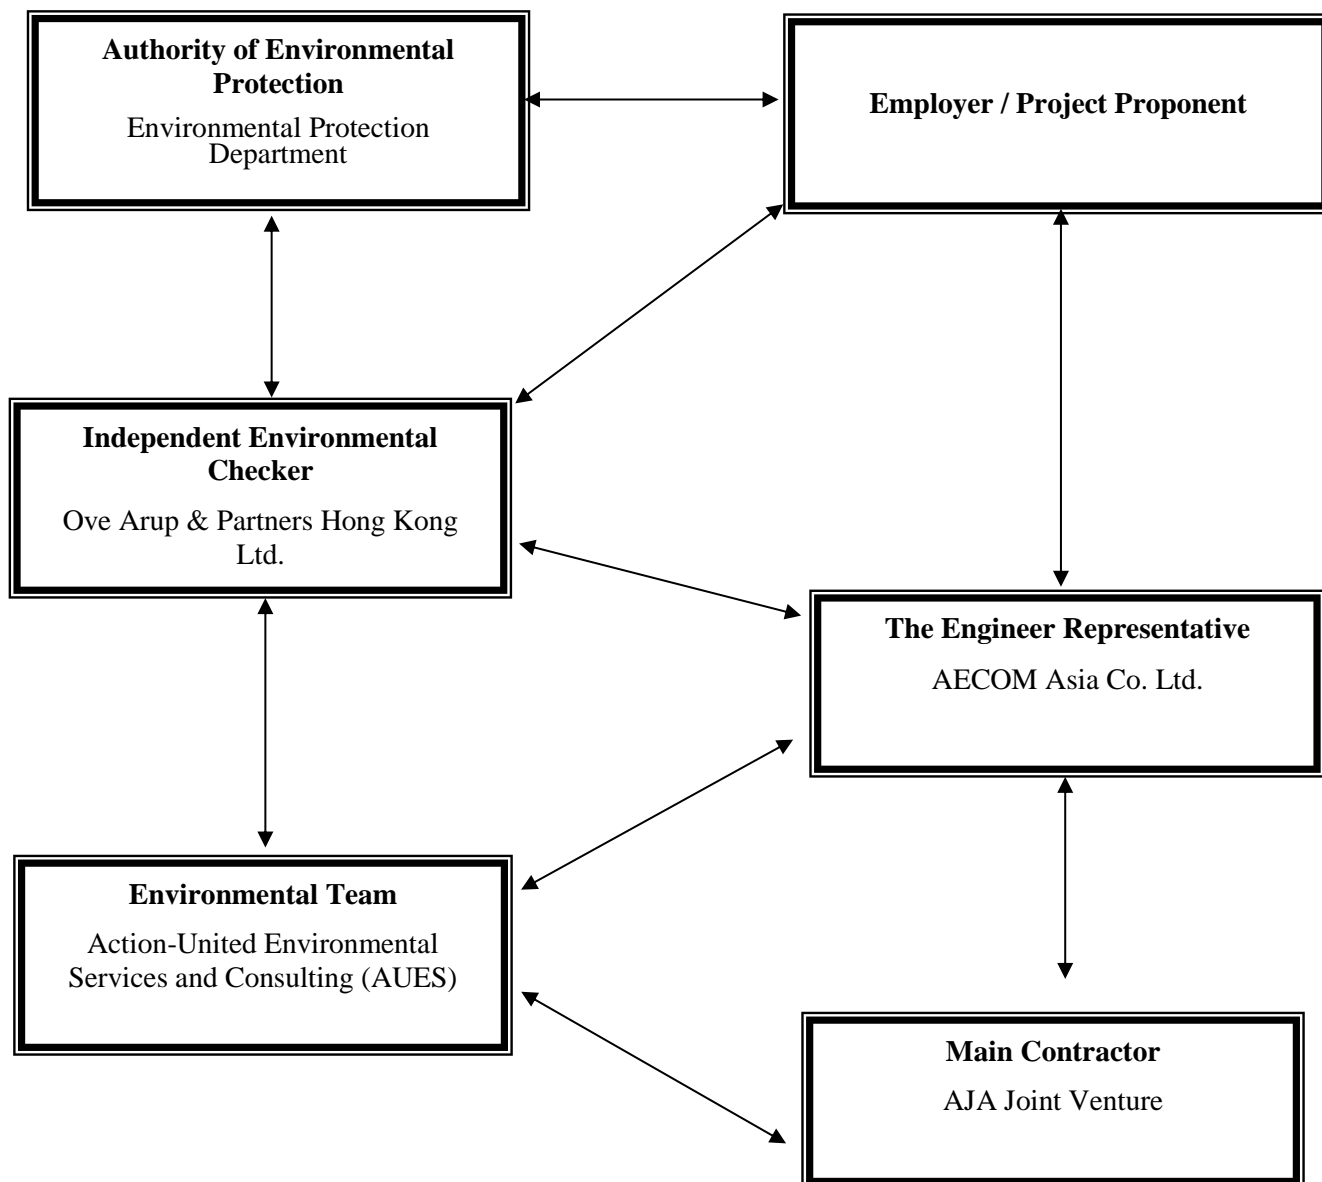 Authority of Environmental
Protection
Environmental Protection
Department
Employer / Project Proponent
Independent Environmental
Checker
Ove Arup & Partners Hong Kong
Ltd.
The Engineer Representative
AECOM Asia Co. Ltd.
Environmental Team
Action-United Environmental
Services and Consulting (AUES)
Main Contractor
AJA Joint Venture